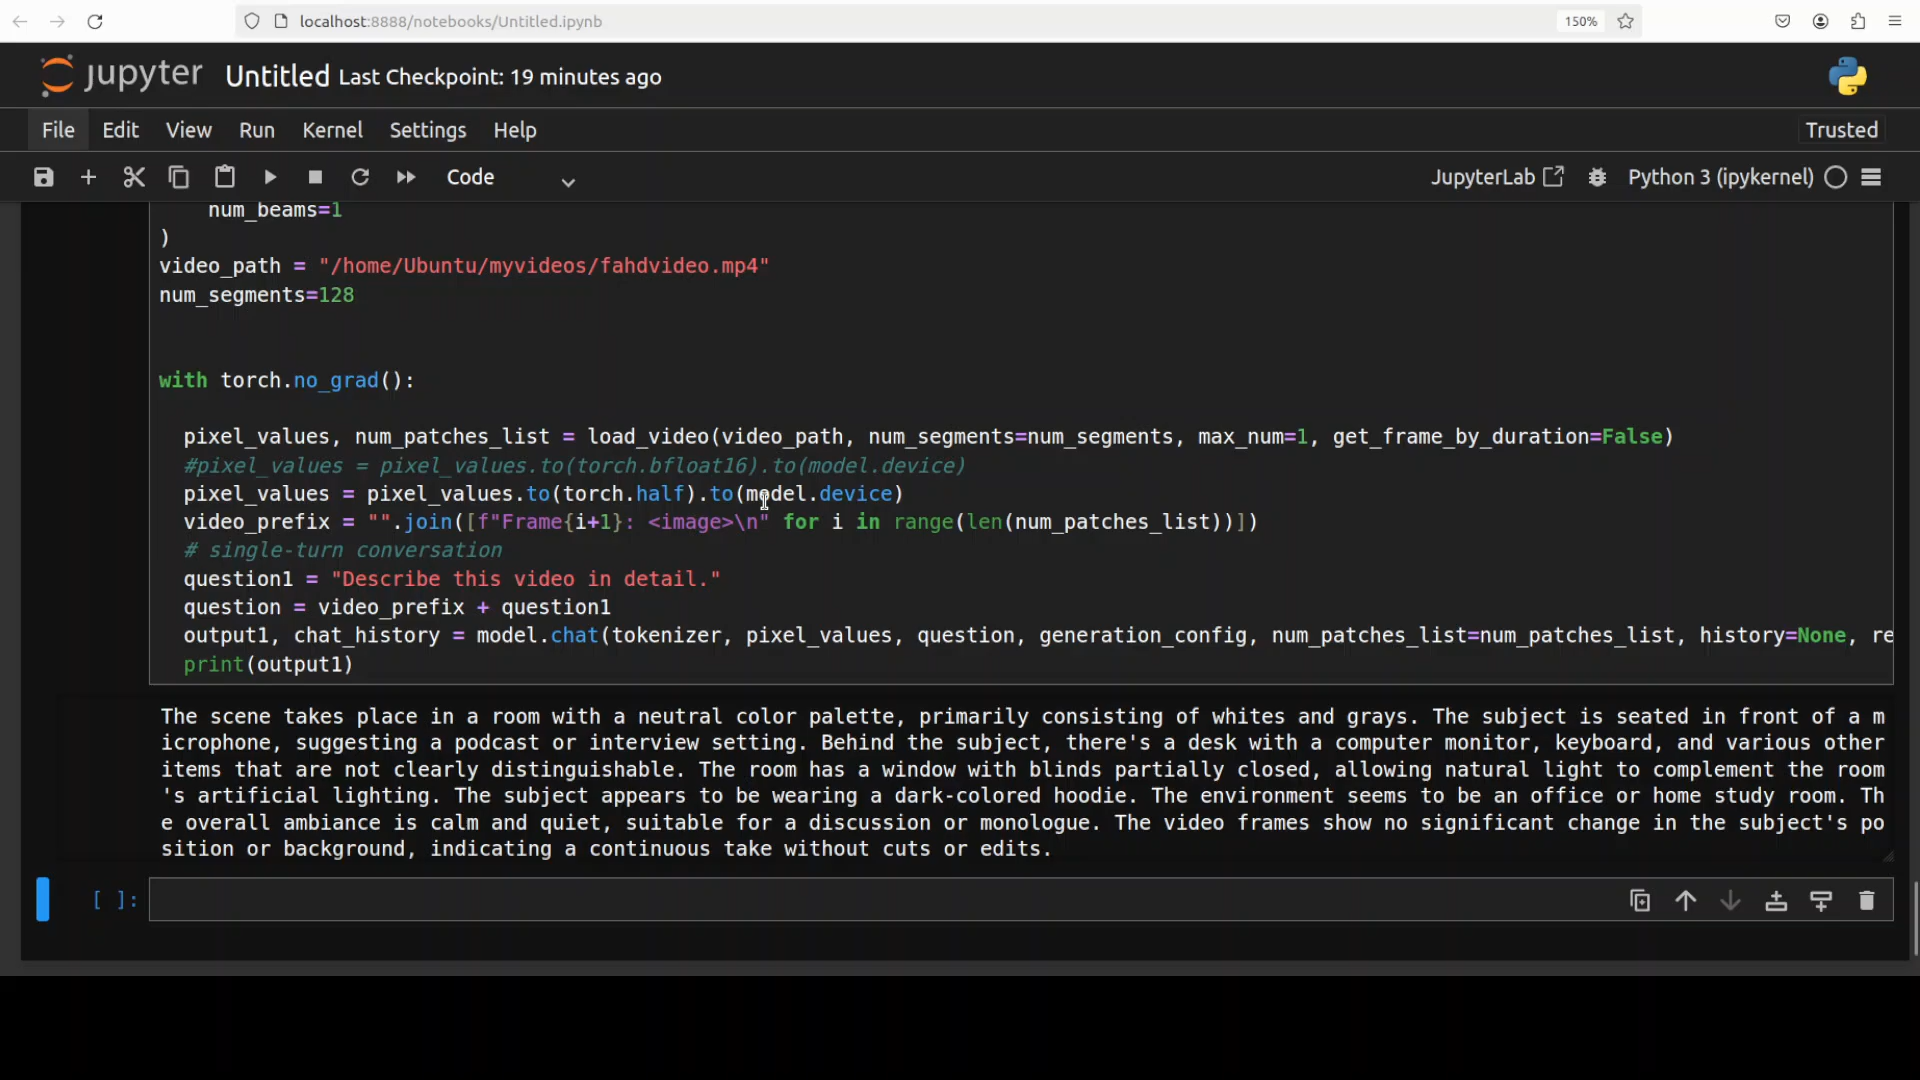 localhost:8888/notebooks/Untitled.ipynb 150%
jupyter Untitled Last Checkpoint: 19 minutes ago
File Edit View Run Kernel Settings Help Trusted
Code JupyterLab Python 3 (ipykernel)
num_beams=1
)
video_path = "/home/Ubuntu/myvideos/fahdvideo.mp4"
num_segments=128
with torch.no_grad():
pixel_values, num_patches_list = load_video(video_path, num_segments=num_segments, max_num=1, get_frame_by_duration=False)
#pixel_values = pixel_values.to(torch.bfloat16).to(model.device)
pixel_values = pixel_values.to(torch.half).to(model.device)
video_prefix = "".join([f"Frame{i+1}: <image>\n" for i in range(len(num_patches_list))])
# single-turn conversation
question1 = "Describe this video in detail."
question = video_prefix + question1
output1, chat_history = model.chat(tokenizer, pixel_values, question, generation_config, num_patches_list=num_patches_list, history=None, re
print(output1)
The scene takes place in a room with a neutral color palette, primarily consisting of whites and grays. The subject is seated in front of a m
icrophone, suggesting a podcast or interview setting. Behind the subject, there's a desk with a computer monitor, keyboard, and various other
items that are not clearly distinguishable. The room has a window with blinds partially closed, allowing natural light to complement the room
's artificial lighting. The subject appears to be wearing a dark-colored hoodie. The environment seems to be an office or home study room. Th
e overall ambiance is calm and quiet, suitable for a discussion or monologue. The video frames show no significant change in the subject's po
sition or background, indicating a continuous take without cuts or edits.
[ ]: